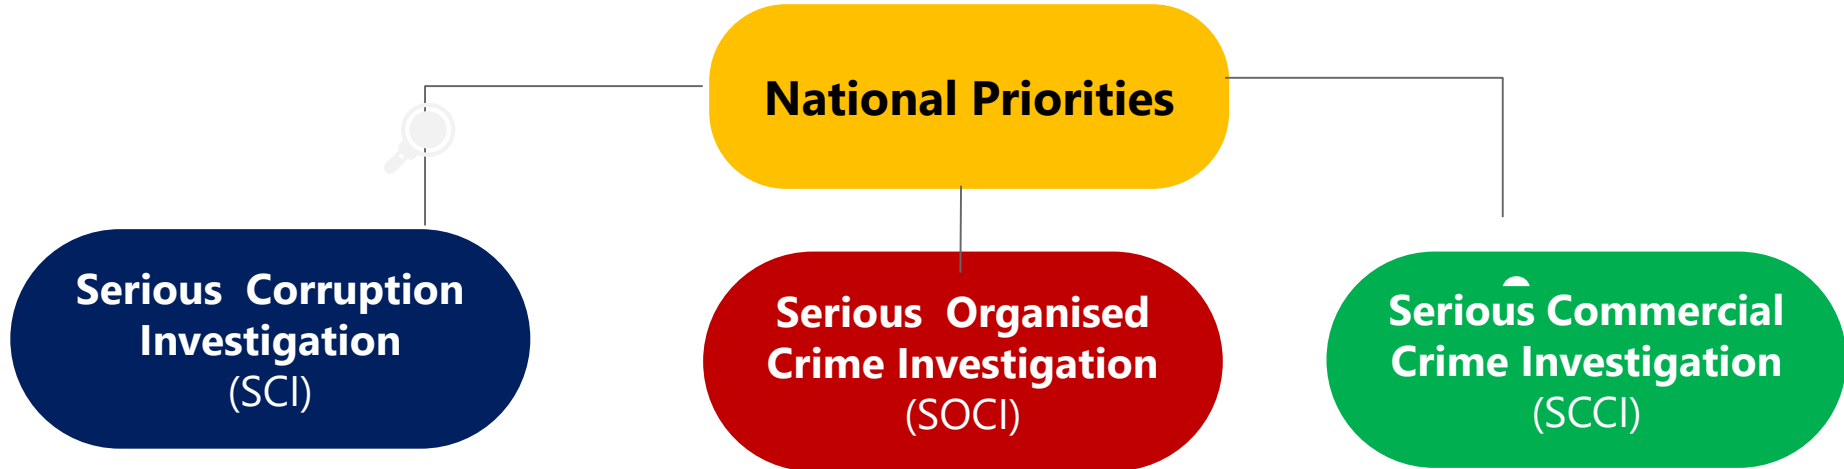 National Priorities
Serious Corruption
Investigation
(SCI)
Serious Organised
Crime Investigation
(SOCI)
Serious Commercial
Crime Investigation
(SCCI)